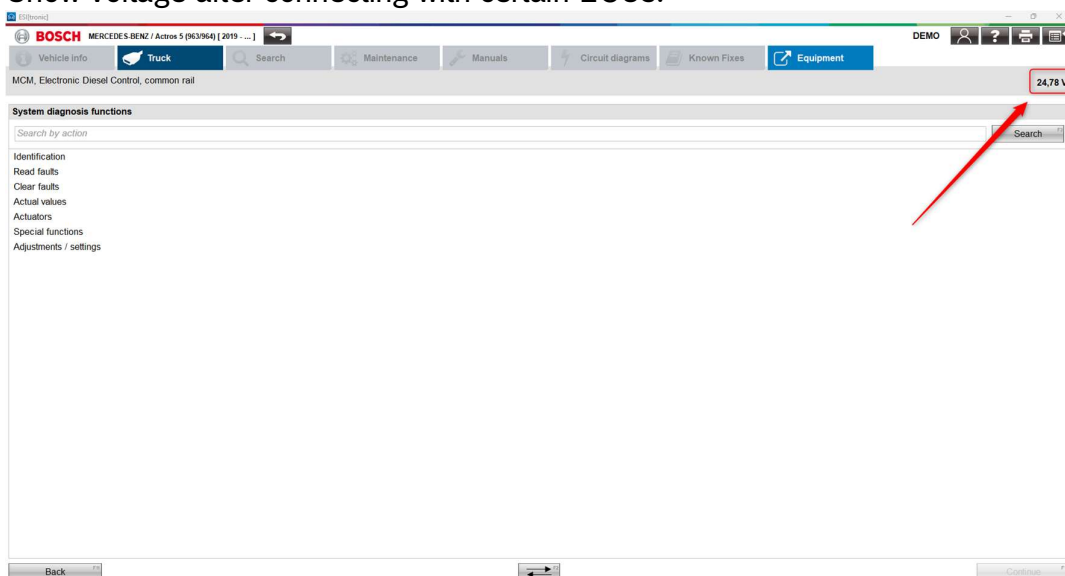 Show voltage after connecting with certain ECUs.
ESI[tronic]
BOSCH MERCEDES-BENZ / Actros 5 (963/964) [ 2019 - ... ] DEMO ?
Vehicle info Truck Search Maintenance Manuals Circuit diagrams Known Fixes Equipment
MCM, Electronic Diesel Control, common rail 24,78 V
System diagnosis functions
Search by action Search
Identification
Read faults
Clear faults
Actual values
Actuators
Special functions
Adjustments / settings
Back Continue